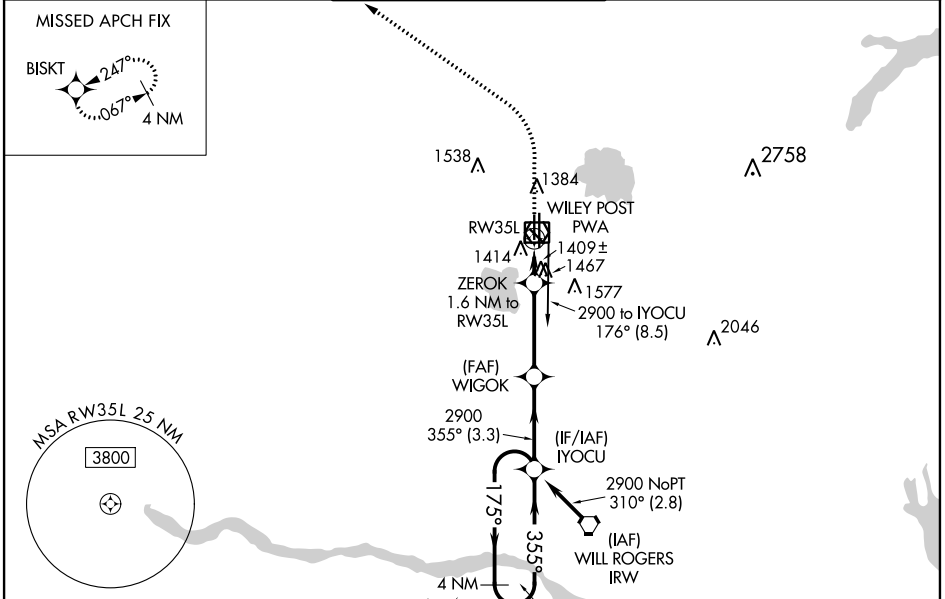 MISSED APCH FIX
BISKT
247°
067°
4 NM
1538
1384
2758
WILEY POST
PWA
RW35L
1414
1409±
1467
ZEROK
1.6 NM to
RW35L
1577
2900 to IYOCU
176° (8.5)
2046
(FAF)
WIGOK
2900
355° (3.3)
(IF/IAF)
IYOCU
MSA RW35L 25 NM
3800
175°
355°
2900 NoPT
310° (2.8)
(IAF)
WILL ROGERS
IRW
4 NM